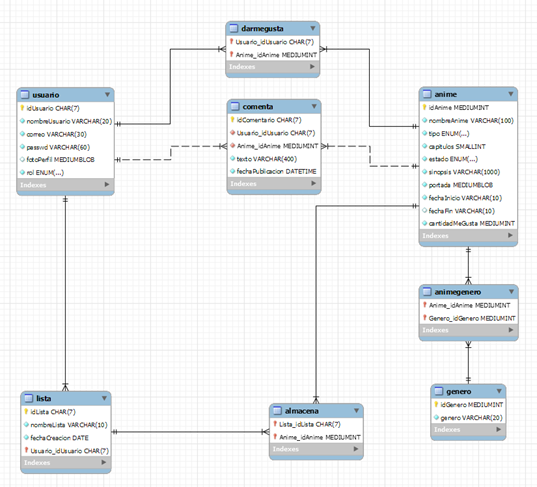 darmegusta
Usuario_idUsuario CHAR(7)
Anime_idAnime MEDIUMINT
Indexes
usuario
idUsuario CHAR(7)
nombreUsuario VARCHAR(20)
correo VARCHAR(30)
passwd VARCHAR(60)
fotoPerfil MEDIUMBLOB
rol ENUM(...)
Indexes
comenta
idComentario CHAR(7)
Usuario_idUsuario CHAR(7)
Anime_idAnime MEDIUMINT
texto VARCHAR(400)
fechaPublicacion DATETIME
Indexes
anime
idAnime MEDIUMINT
nombreAnime VARCHAR(100)
tipo ENUM(...)
capitulos SMALLINT
estado ENUM(...)
sinopsis VARCHAR(1000)
portada MEDIUMBLOB
fechaInicio VARCHAR(10)
fechaFin VARCHAR(10)
cantidadMeGusta MEDIUMINT
Indexes
animegenero
Anime_idAnime MEDIUMINT
Genero_idGenero MEDIUMINT
Indexes
genero
idGenero MEDIUMINT
genero VARCHAR(20)
Indexes
lista
idLista CHAR(7)
nombreLista VARCHAR(10)
fechaCreacion DATE
Usuario_idUsuario CHAR(7)
Indexes
almacena
Lista_idLista CHAR(7)
Anime_idAnime MEDIUMINT
Indexes